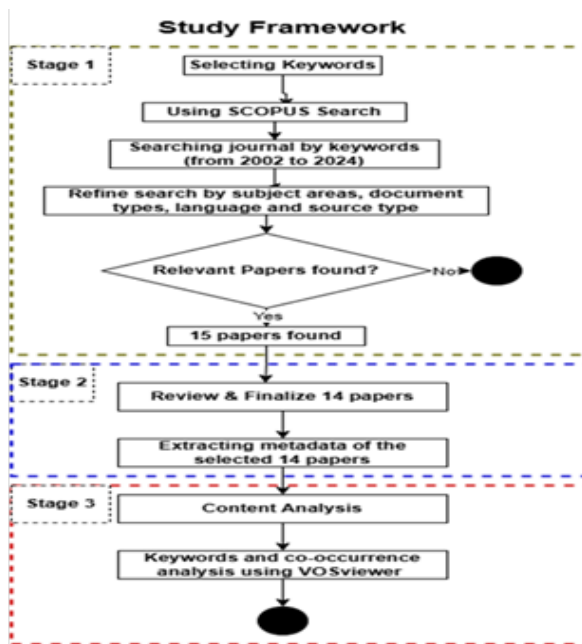 Study Framework
Stage 1
Selecting Keywords
Using SCOPUS Search
Searching journal by keywords
(from 2002 to 2024)
Refine search by subject areas, document
types, language and source type
Relevant Papers found?
No
Yes
15 papers found
Stage 2
Review & Finalize 14 papers
Extracting metadata of the
selected 14 papers
Stage 3
Content Analysis
Keywords and co-occurrence
analysis using VOSviewer